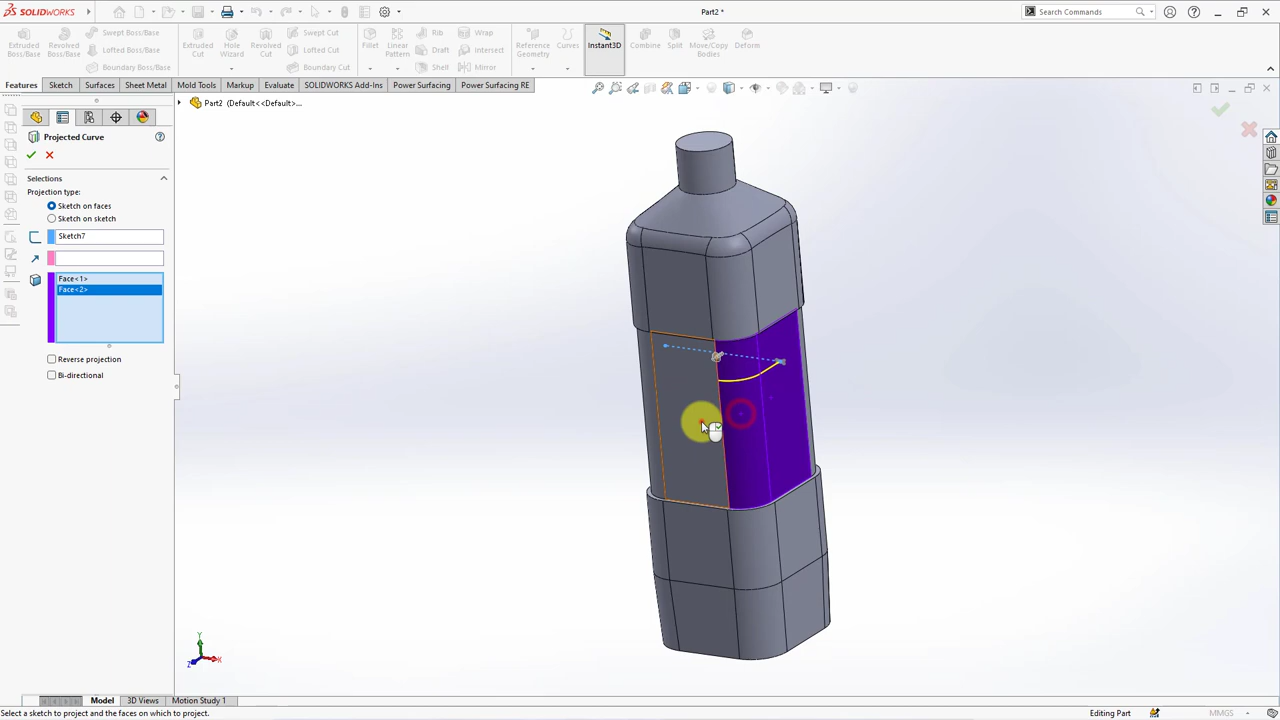 SOLIDWORKS
Part2 *
Search Commands
Extruded Boss/Base
Revolved Boss/Base
Swept Boss/Base
Lofted Boss/Base
Boundary Boss/Base
Extruded Cut
Hole Wizard
Revolved Cut
Swept Cut
Lofted Cut
Boundary Cut
Fillet
Linear Pattern
Rib
Draft
Shell
Wrap
Intersect
Mirror
Reference Geometry
Curves
Instant3D
Combine
Split
Move/Copy Bodies
Deform
Features
Sketch
Surfaces
Sheet Metal
Mold Tools
Markup
Evaluate
SOLIDWORKS Add-Ins
Power Surfacing
Power Surfacing RE
Part2 (Default<<Default>...
Projected Curve
Selections
Projection type:
Sketch on faces
Sketch on sketch
Sketch7
Face<1>
Face<2>
Reverse projection
Bi-directional
Y
Z
X
Model
3D Views
Motion Study 1
Select a sketch to project and the faces on which to project.
Editing Part
MMGS